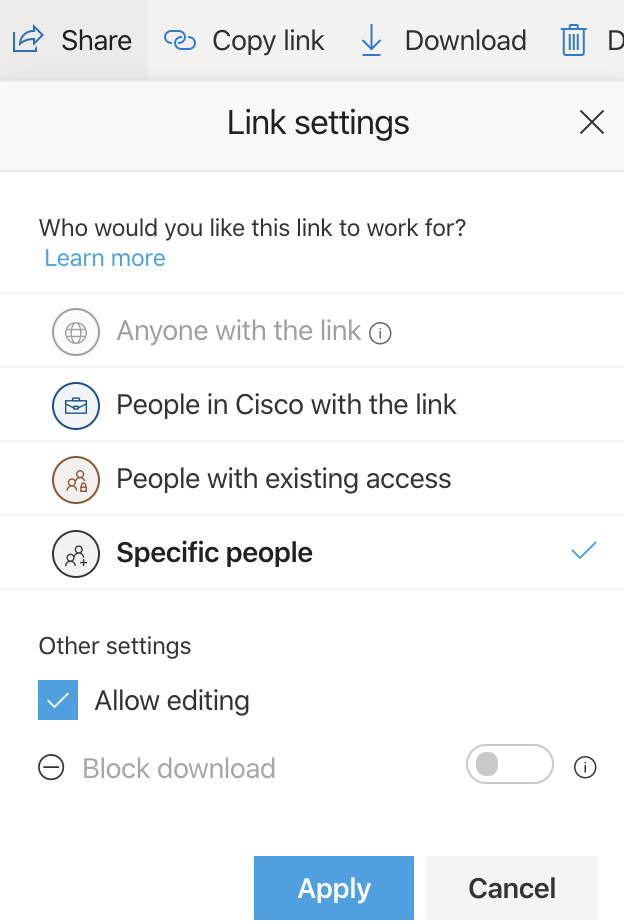 Share Copy link Download D
Link settings
Who would you like this link to work for?
Learn more
Anyone with the link
People in Cisco with the link
People with existing access
Specific people
Other settings
Allow editing
Block download
Apply Cancel